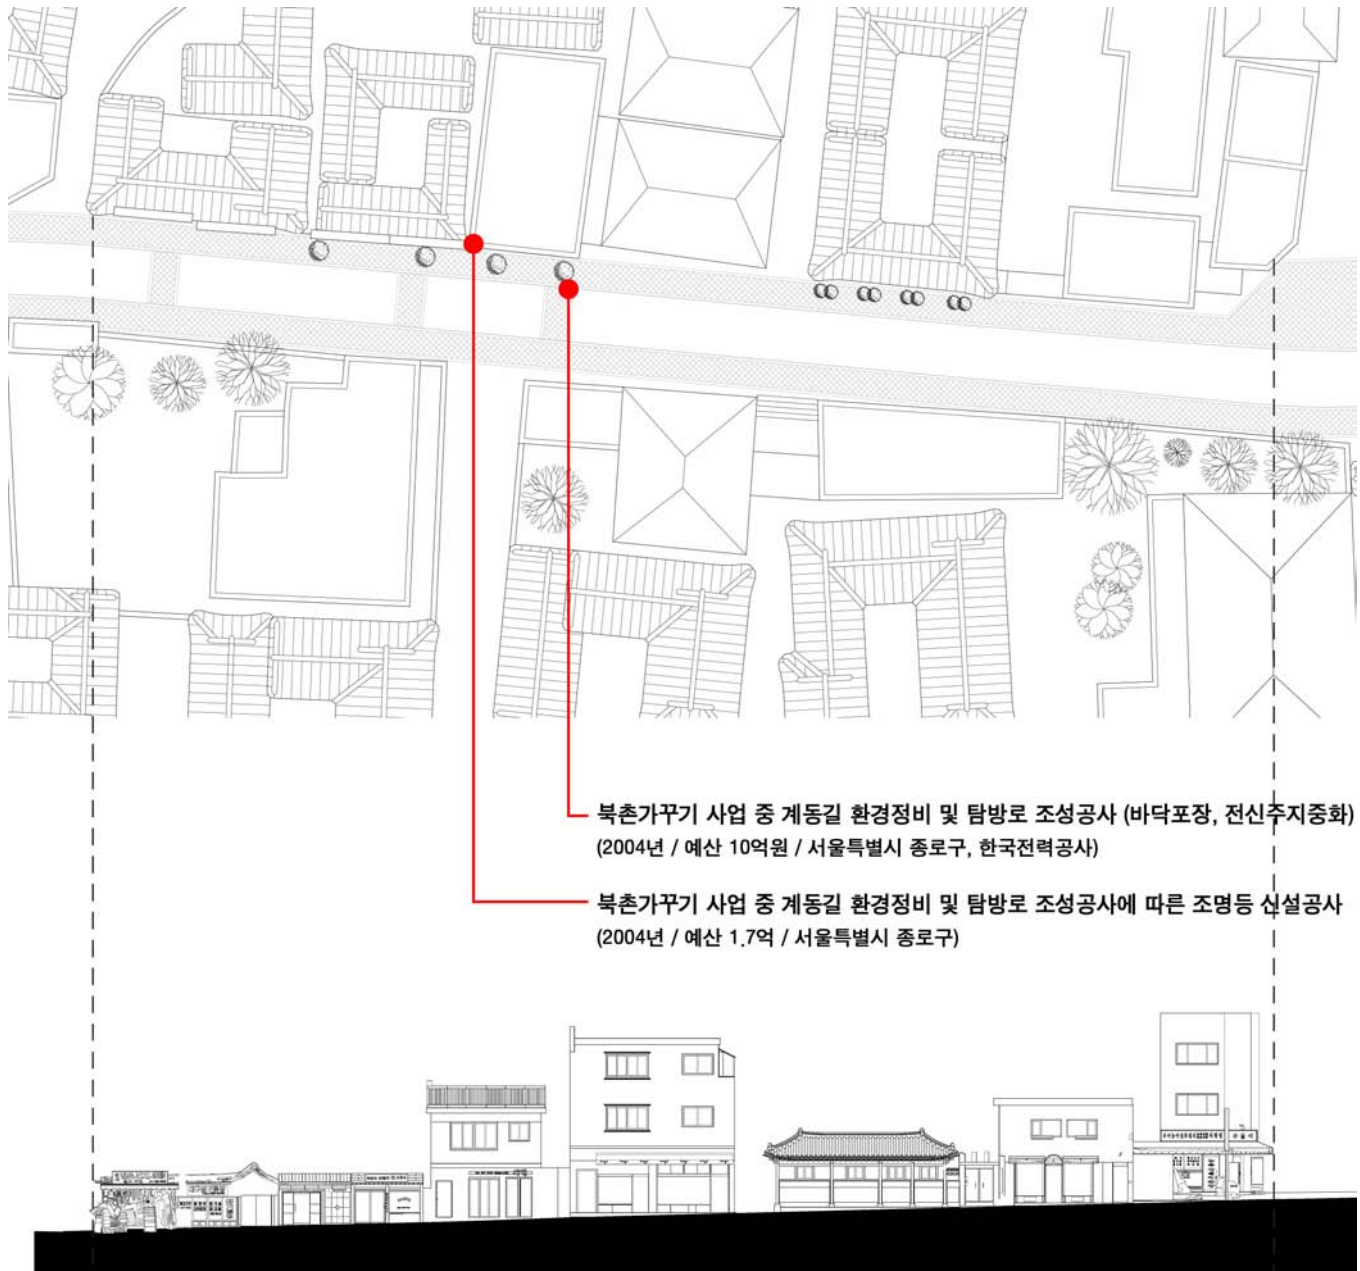 북촌가꾸기 사업 중 계동길 환경정비 및 탐방로 조성공사 (바닥포장, 전신주지중화)
(2004년 / 예산 10억원 / 서울특별시 종로구, 한국전력공사)
북촌가꾸기 사업 중 계동길 환경정비 및 탐방로 조성공사에 따른 조명등 신설공사
(2004년 / 예산 1.7억 / 서울특별시 종로구)